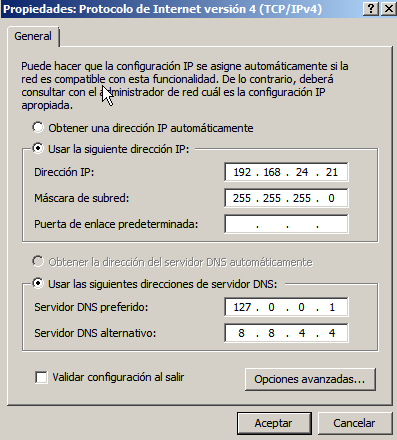 Propiedades: Protocolo de Internet versión 4 (TCP/IPv4)
General
Puede hacer que la configuración IP se asigne automáticamente si la
red es compatible con esta funcionalidad. De lo contrario, deberá
consultar con el administrador de red cuál es la configuración IP
apropiada.
Obtener una dirección IP automáticamente
Usar la siguiente dirección IP:
Dirección IP: 192 . 168 . 24 . 21
Máscara de subred: 255 . 255 . 255 . 0
Puerta de enlace predeterminada: . . .
Obtener la dirección del servidor DNS automáticamente
Usar las siguientes direcciones de servidor DNS:
Servidor DNS preferido: 127 . 0 . 0 . 1
Servidor DNS alternativo: 8 . 8 . 4 . 4
Validar configuración al salir
Opciones avanzadas...
Aceptar Cancelar